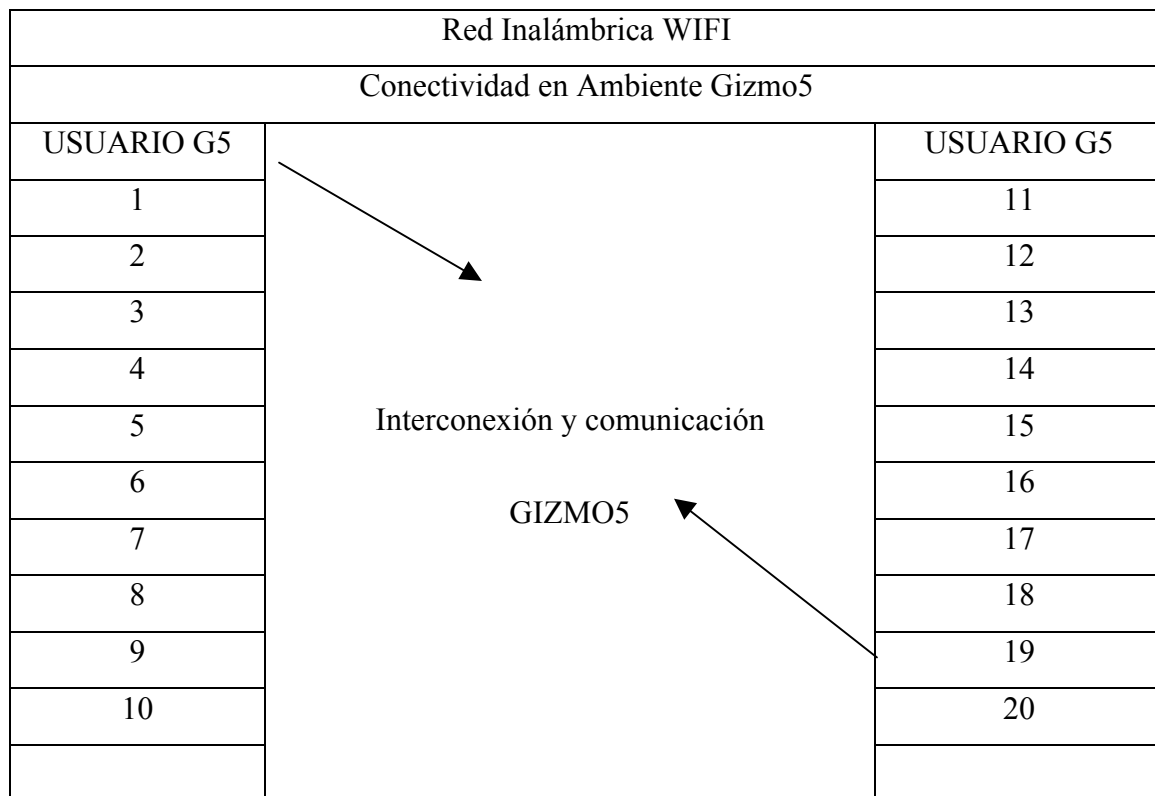 Red Inalámbrica WIFI
Conectividad en Ambiente Gizmo5
USUARIO G5 USUARIO G5
1 11
2 12
3 13
4 14
5 Interconexión y comunicación 15
6 16
GIZMO5
7 17
8 18
9 19
10 20